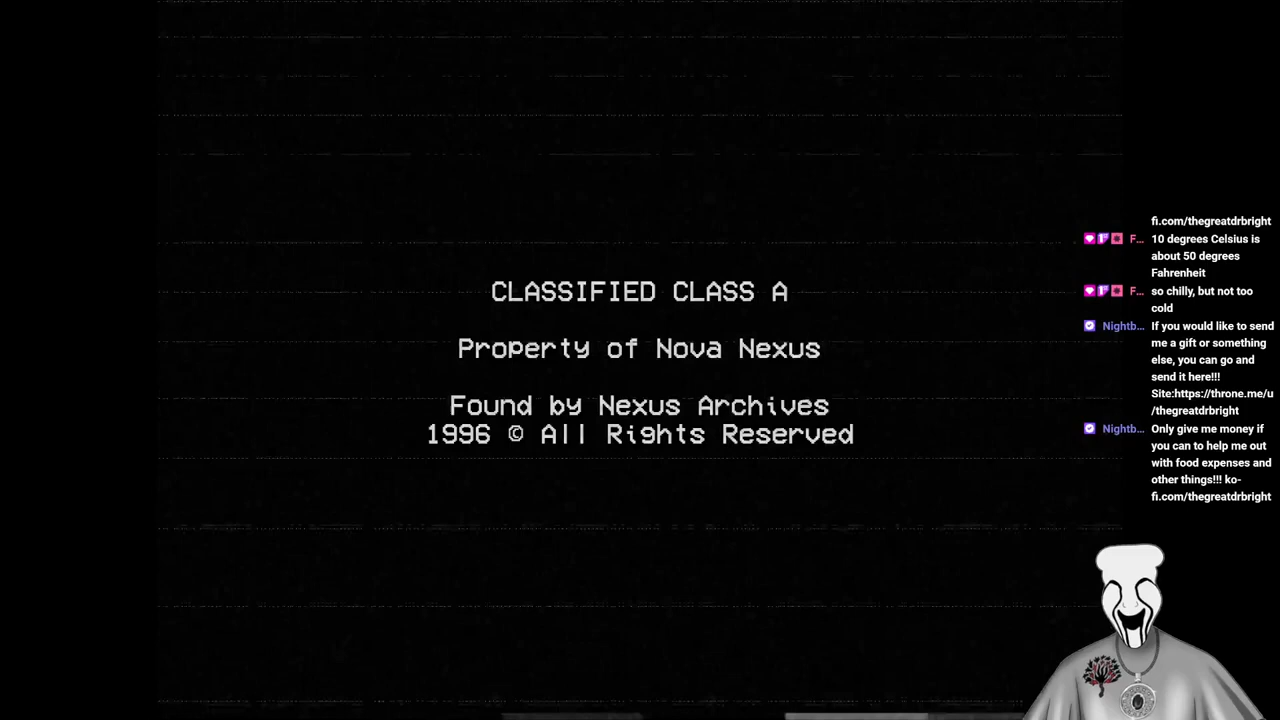 CLASSIFIED CLASS A
Property of Nova Nexus
Found by Nexus Archives
1996 © All Rights Reserved
fi.com/thegreatdrbright
F... 10 degrees Celsius is
about 50 degrees
Fahrenheit
F... so chilly, but not too
cold
Nightb... If you would like to send
me a gift or something
else, you can go and
send it here!!!
Site:https://throne.me/u
/thegreatdrbright
Nightb... Only give me money if
you can to help me out
with food expenses and
other things!!! ko-
fi.com/thegreatdrbright